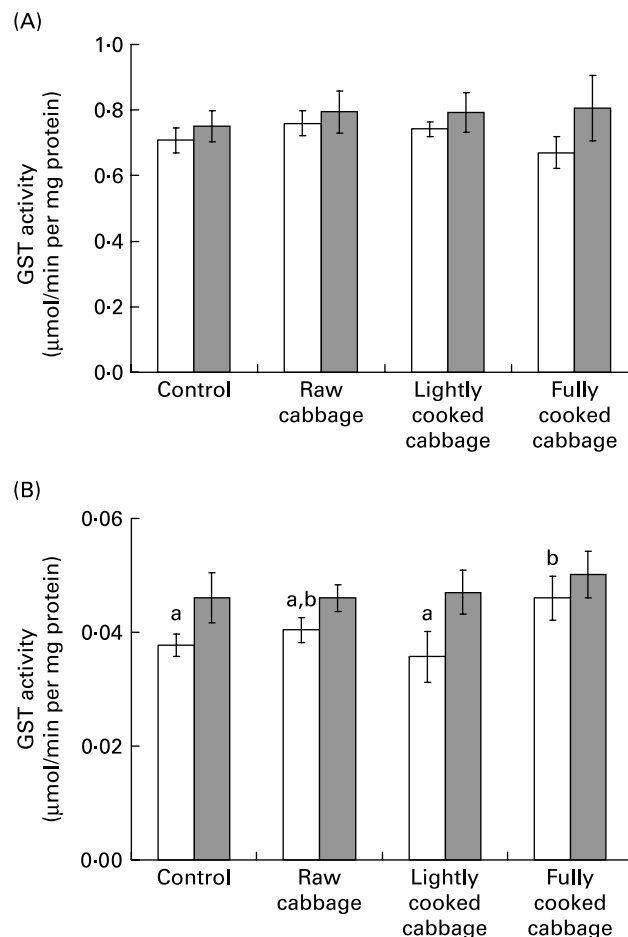 (A)
GST activity
(μmol/min per mg protein)
1·0
0·8
0·6
0·4
0·2
0·0
Control
Raw
cabbage
Lightly
cooked
cabbage
Fully
cooked
cabbage
(B)
GST activity
(μmol/min per mg protein)
0·06
0·04
0·02
0·00
a
a,b
a
b
Control
Raw
cabbage
Lightly
cooked
cabbage
Fully
cooked
cabbage